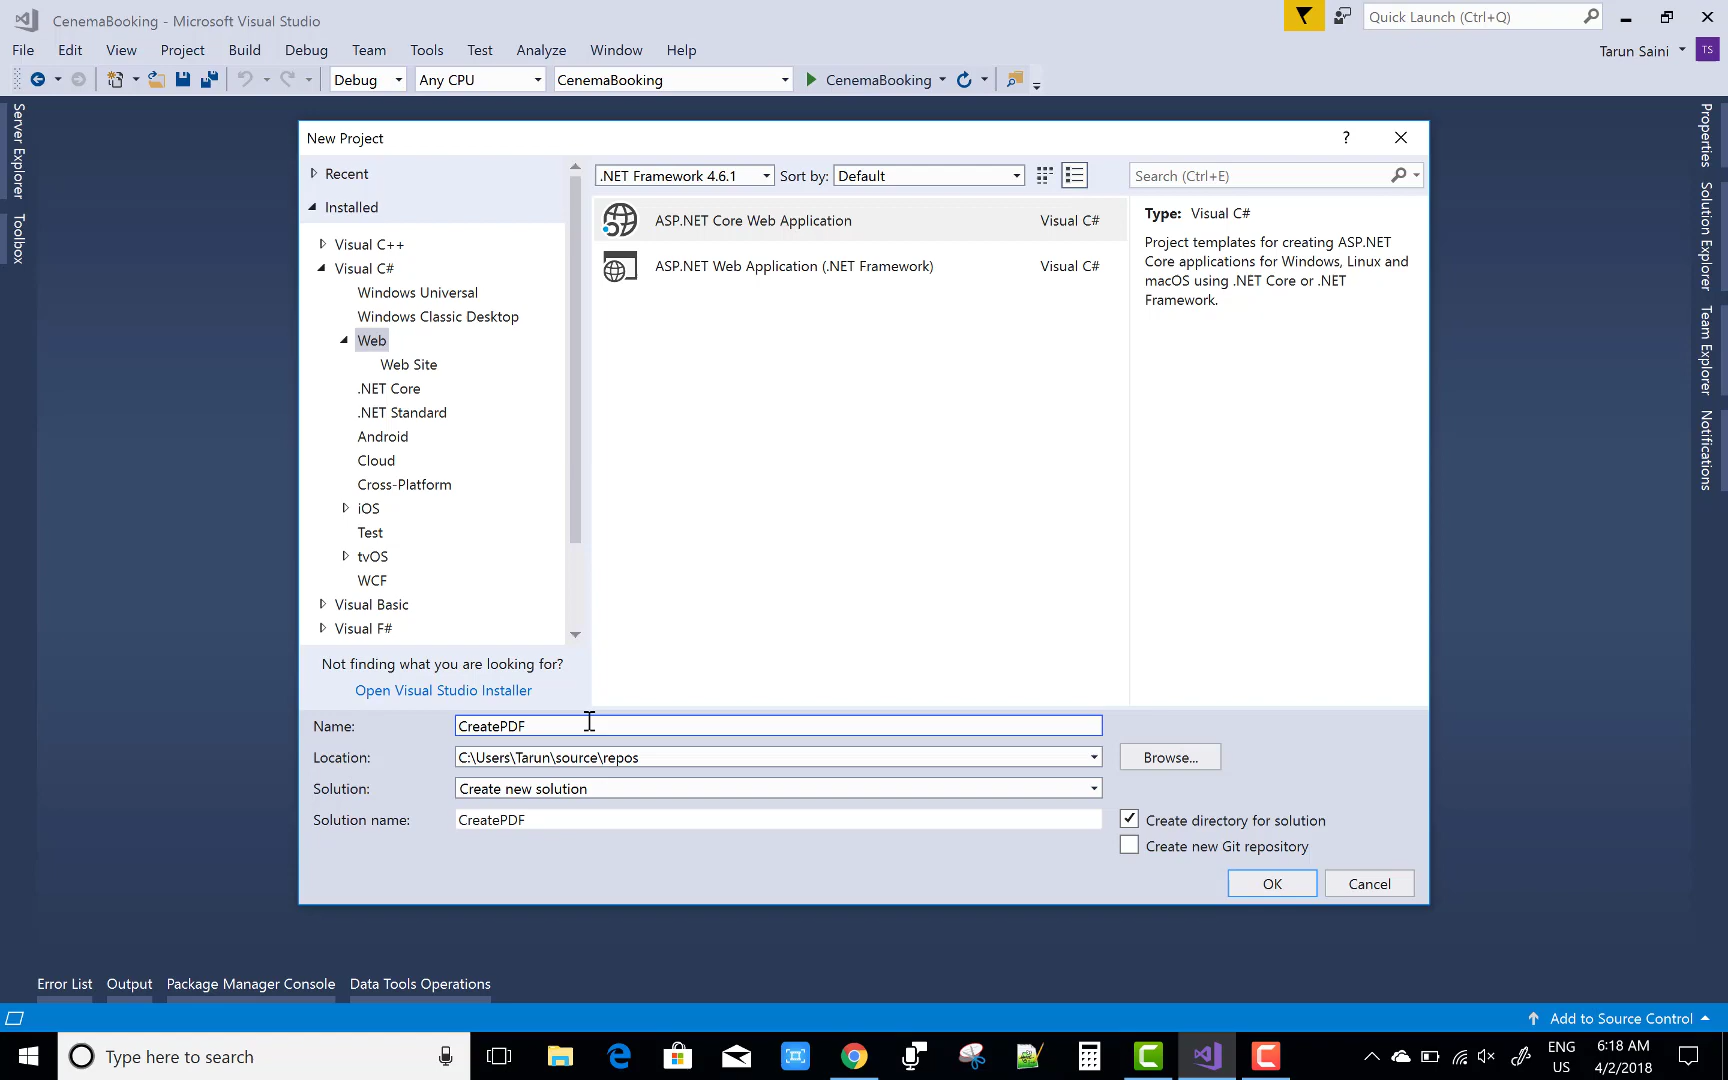 CenemaBooking - Microsoft Visual Studio
Quick Launch (Ctrl+Q)
File Edit View Project Build Debug Team Tools Test Analyze Window Help
Tarun Saini
TS
Debug Any CPU CenemaBooking CenemaBooking
Server Explorer
Toolbox
Properties
Solution Explorer
Team Explorer
Notifications
New Project
?
Recent
Installed
Visual C++
Visual C#
Windows Universal
Windows Classic Desktop
Web
Web Site
.NET Core
.NET Standard
Android
Cloud
Cross-Platform
iOS
Test
tvOS
WCF
Visual Basic
Visual F#
Not finding what you are looking for?
Open Visual Studio Installer
.NET Framework 4.6.1 Sort by: Default
Search (Ctrl+E)
ASP.NET Core Web Application Visual C#
ASP.NET Web Application (.NET Framework) Visual C#
Type: Visual C#
Project templates for creating ASP.NET
Core applications for Windows, Linux and
macOS using .NET Core or .NET
Framework.
Name: CreatePDF
Location: C:\Users\Tarun\source\repos
Browse...
Solution: Create new solution
Solution name: CreatePDF
Create directory for solution
Create new Git repository
OK Cancel
Error List Output Package Manager Console Data Tools Operations
Add to Source Control
Type here to search
ENG
US
6:18 AM
4/2/2018